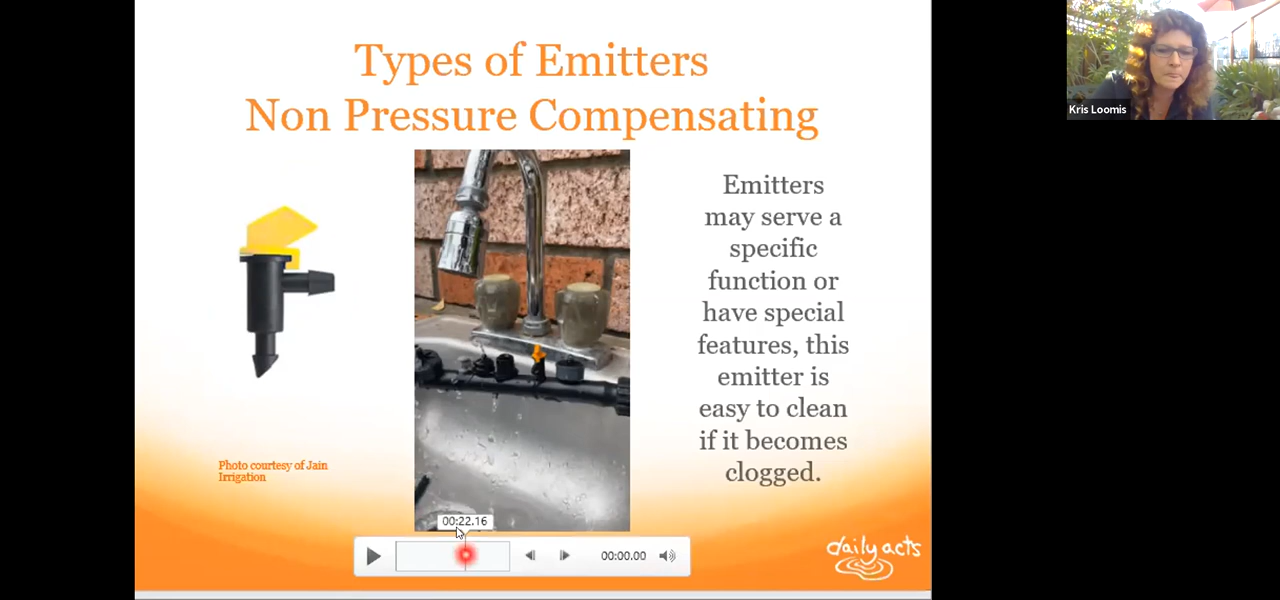 Types of Emitters
Non Pressure Compensating
Kris Loomis
Emitters
may serve a
specific
function or
have special
features, this
emitter is
easy to clean
if it becomes
clogged.
Photo courtesy of Jain
Irrigation
00:22.16
00:00.00
daily acts